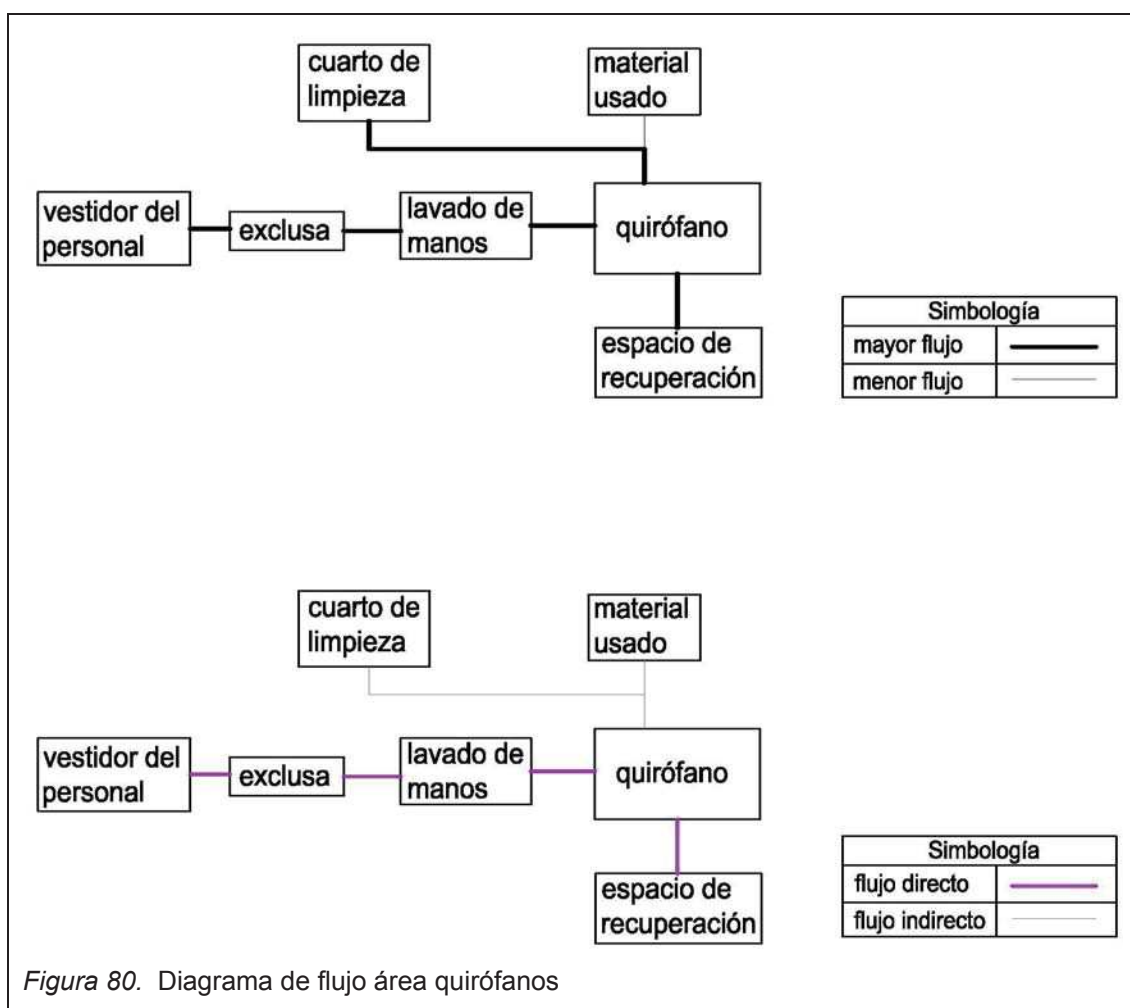 cuarto de
limpieza
material
usado
vestidor del
personal
exclusa
lavado de
manos
quirófano
espacio de
recuperación
Simbología
mayor flujo
menor flujo
cuarto de
limpieza
material
usado
vestidor del
personal
exclusa
lavado de
manos
quirófano
espacio de
recuperación
Simbología
flujo directo
flujo indirecto
Figura 80. Diagrama de flujo área quirófanos